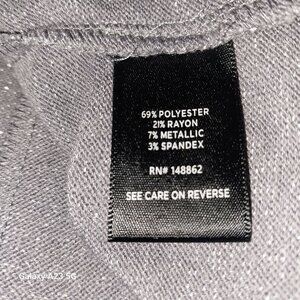 69% POLYESTER
21% RAYON
7% METALLIC
3% SPANDEX
RN# 148862
SEE CARE ON REVERSE
Galaxy A23 5G